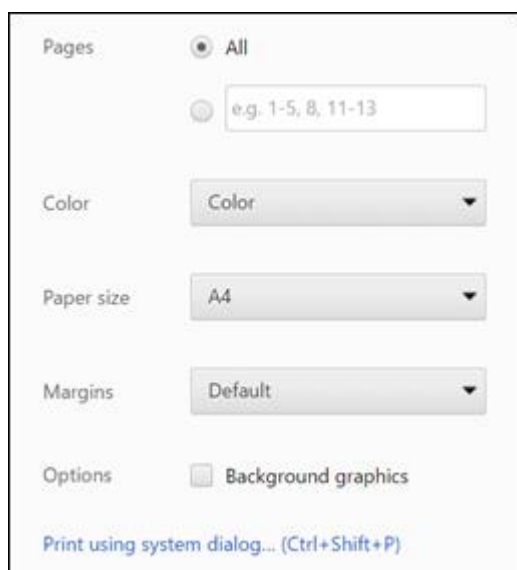 Pages All
e.g. 1-5, 8, 11-13
Color Color
Paper size A4
Margins Default
Options Background graphics
Print using system dialog... (Ctrl+Shift+P)